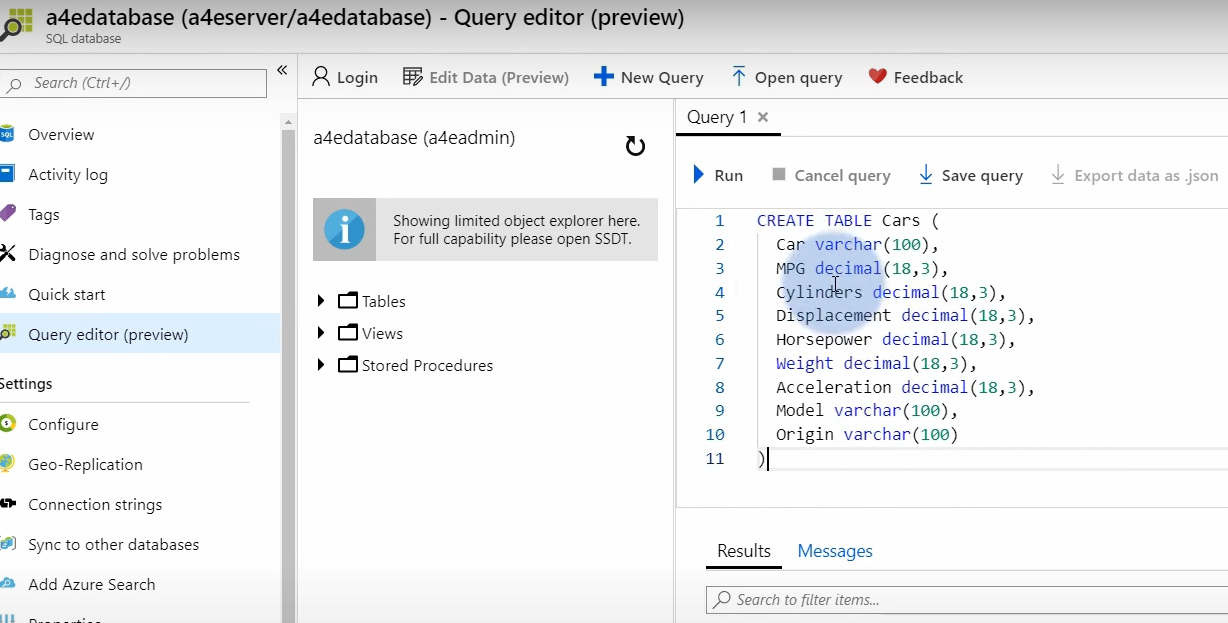 a4edatabase (a4eserver/a4edatabase) - Query editor (preview)
SQL database
Search (Ctrl+/)
«
Overview
Activity log
Tags
Diagnose and solve problems
Quick start
Query editor (preview)
Settings
Configure
Geo-Replication
Connection strings
Sync to other databases
Add Azure Search
Properties
Login
Edit Data (Preview)
New Query
Open query
Feedback
a4edatabase (a4eadmin)
Showing limited object explorer here.
For full capability please open SSDT.
Tables
Views
Stored Procedures
Query 1
Run
Cancel query
Save query
Export data as .json
1 CREATE TABLE Cars (
2 Car varchar(100),
3 MPG decimal(18,3),
4 Cylinders decimal(18,3),
5 Displacement decimal(18,3),
6 Horsepower decimal(18,3),
7 Weight decimal(18,3),
8 Acceleration decimal(18,3),
9 Model varchar(100),
10 Origin varchar(100)
11 )
Results
Messages
Search to filter items...